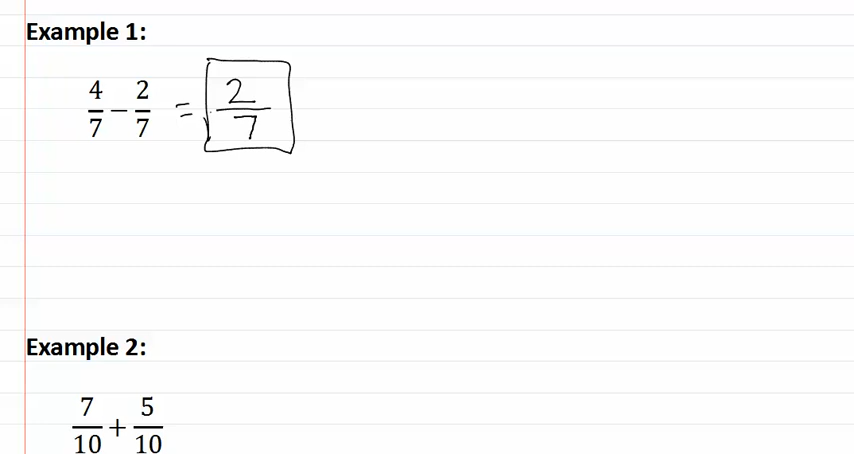 Example 1:
4/7 − 2/7 = 2/7
Example 2:
7/10 + 5/10